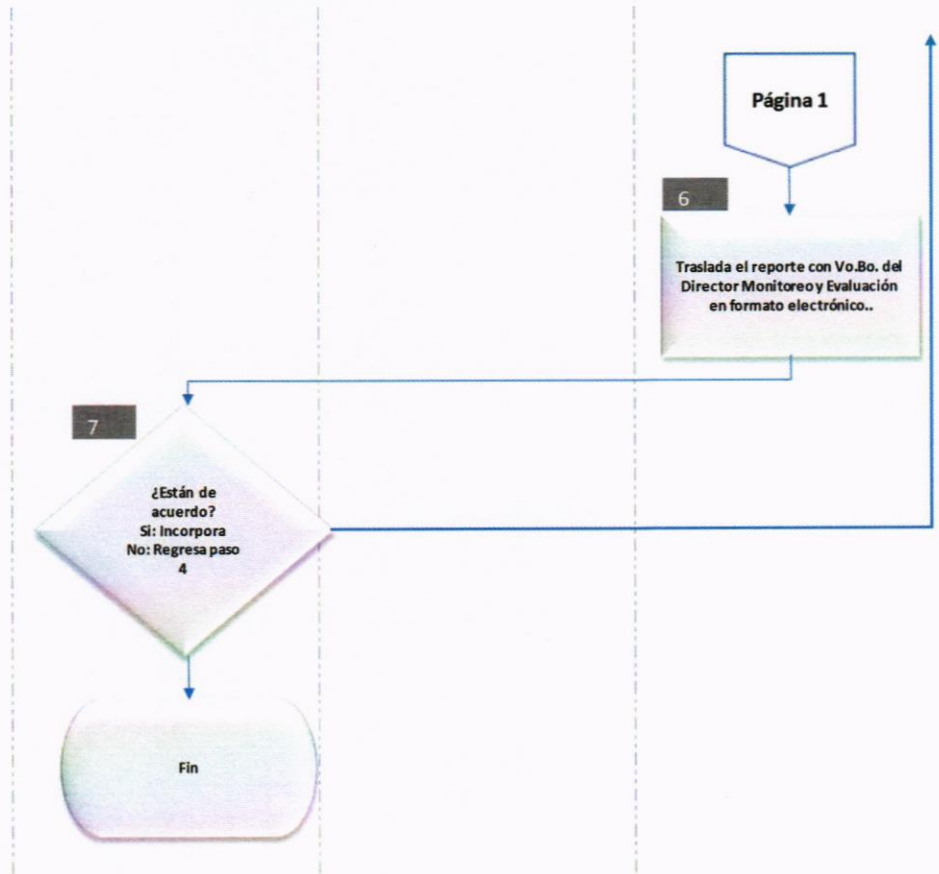 Página 1
6
Traslada el reporte con Vo.Bo. del
Director Monitoreo y Evaluación
en formato electrónico..
7
¿Están de
acuerdo?
Si: Incorpora
No: Regresa paso
4
Fin